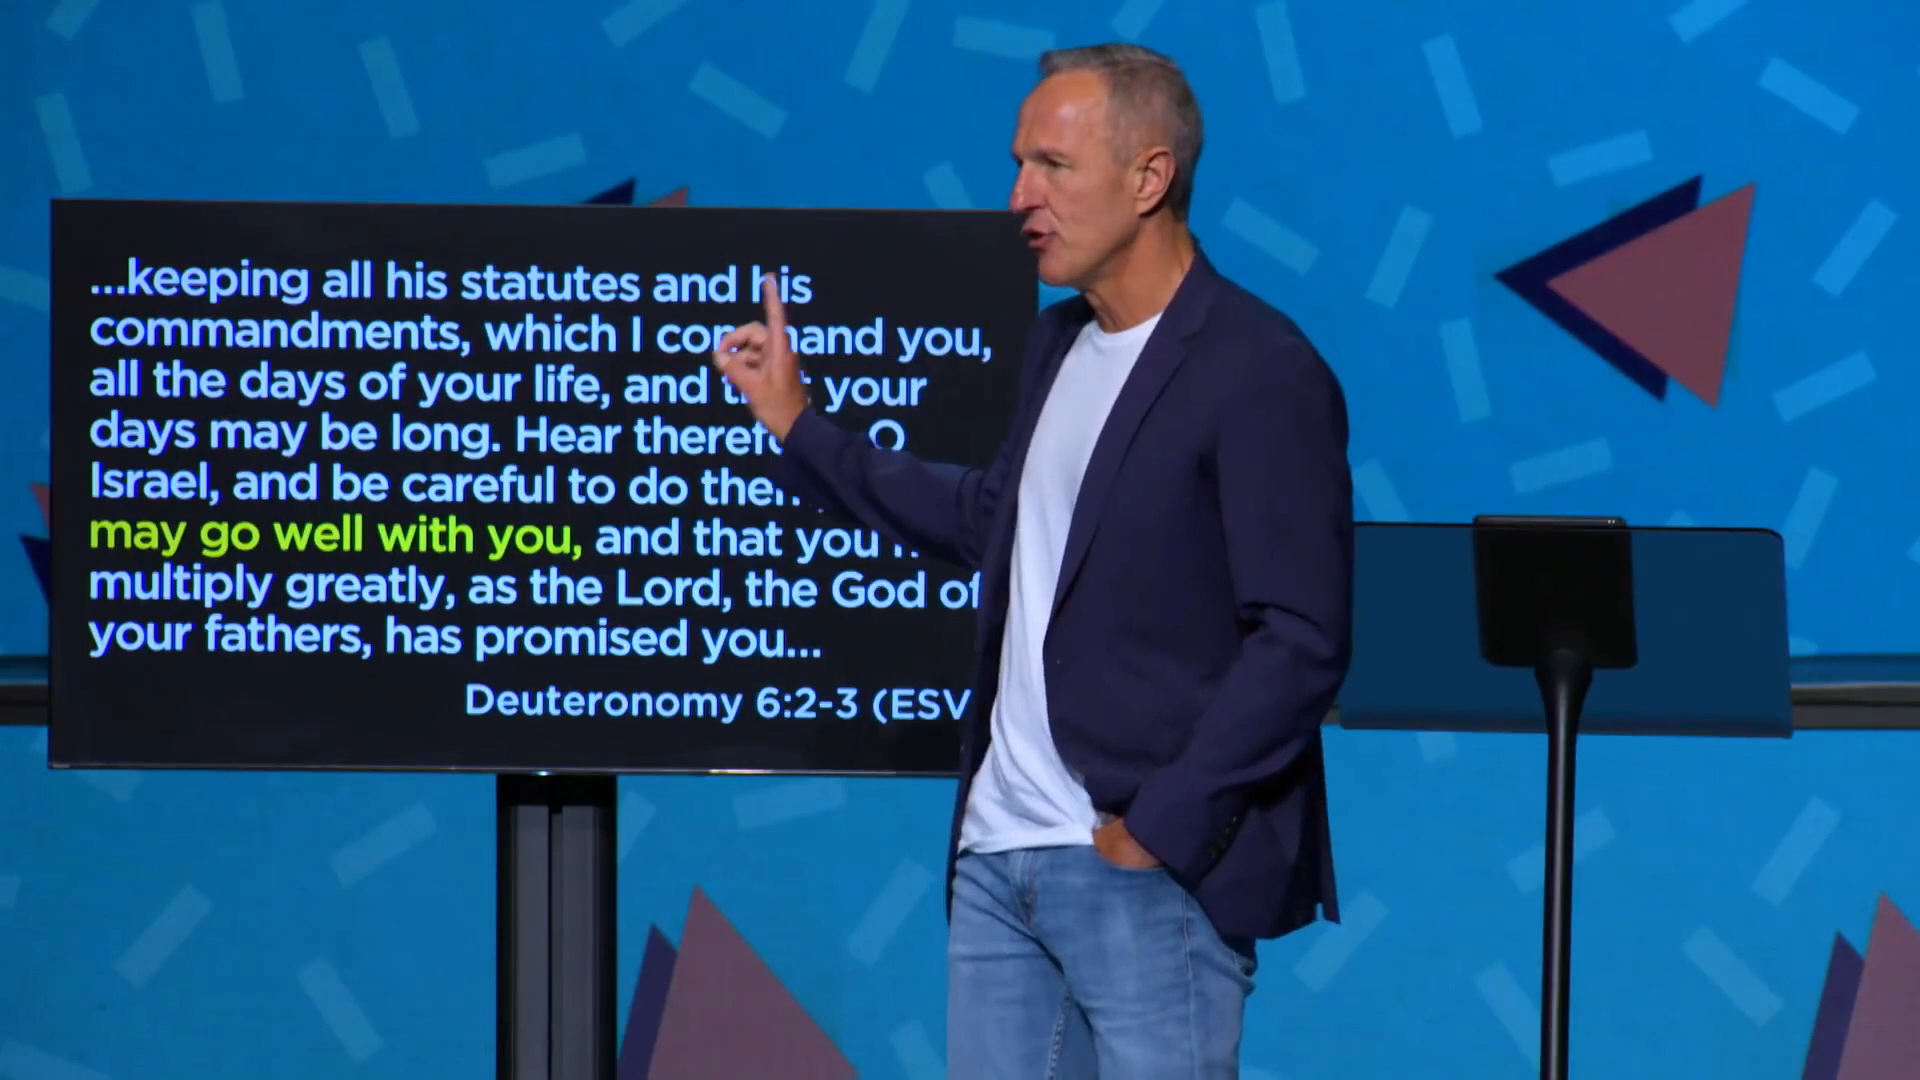 ...keeping all his statutes and his
commandments, which I command you,
all the days of your life, and that your
days may be long. Hear therefore O
Israel, and be careful to do them
may go well with you, and that you
multiply greatly, as the Lord, the God of
your fathers, has promised you...
Deuteronomy 6:2-3 (ESV